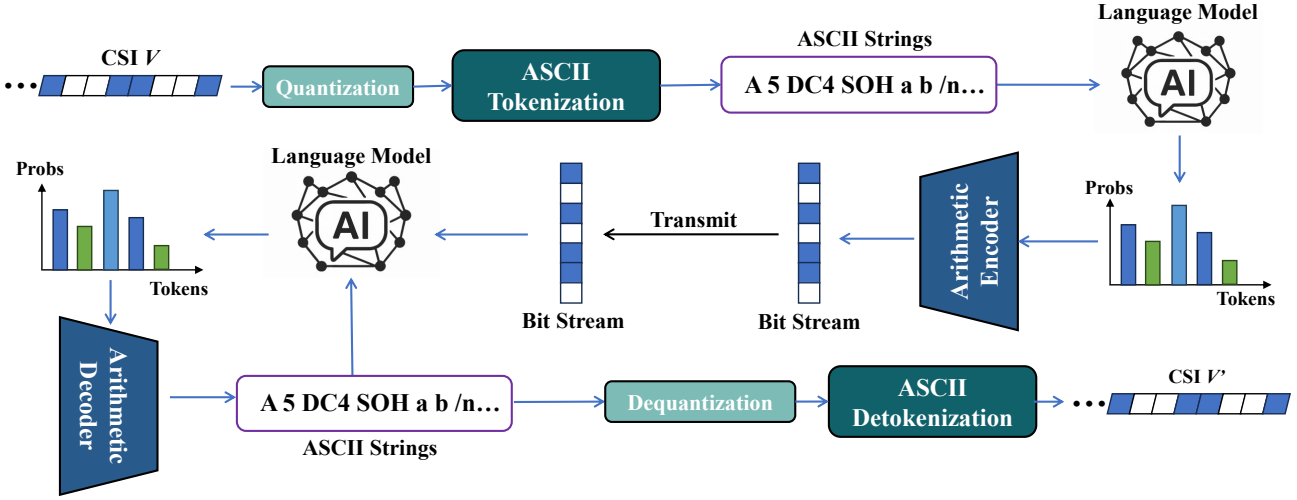 CSI V
Quantization
ASCII
Tokenization
ASCII Strings
A 5 DC4 SOH a b /n…
Language Model
AI
Probs
Tokens
Language Model
AI
Bit Stream
Transmit
Bit Stream
Arithmetic
Encoder
Probs
Tokens
Arithmetic
Decoder
A 5 DC4 SOH a b /n…
ASCII Strings
Dequantization
ASCII
Detokenization
CSI V’